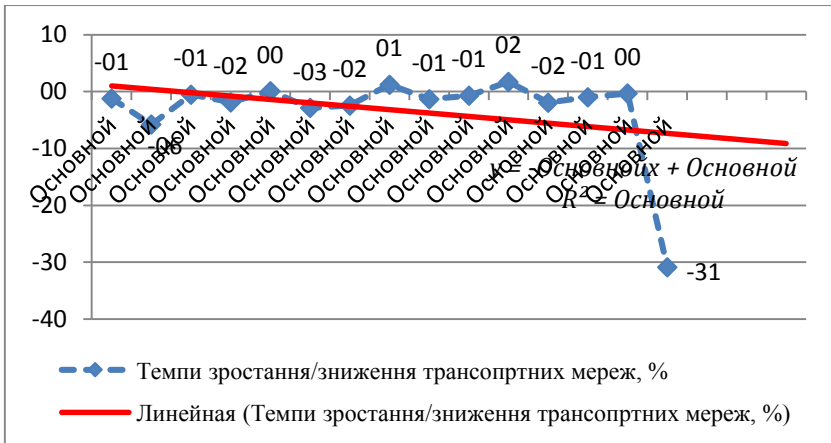 10
00
-10
-20
-30
-40
-01
-06
-01
-02
00
-03
-02
01
-01
-01
02
-02
-01
00
-31
Основной
Основной
Основной
Основной
Основной
Основной
Основной
Основной
Основной
Основной
Основной
Основной
Основной
Основной
y = -Основнойx + Основной
R² = Основной
Темпи зростання/зниження трансопртних мереж, %
Линейная (Темпи зростання/зниження трансопртних мереж, %)